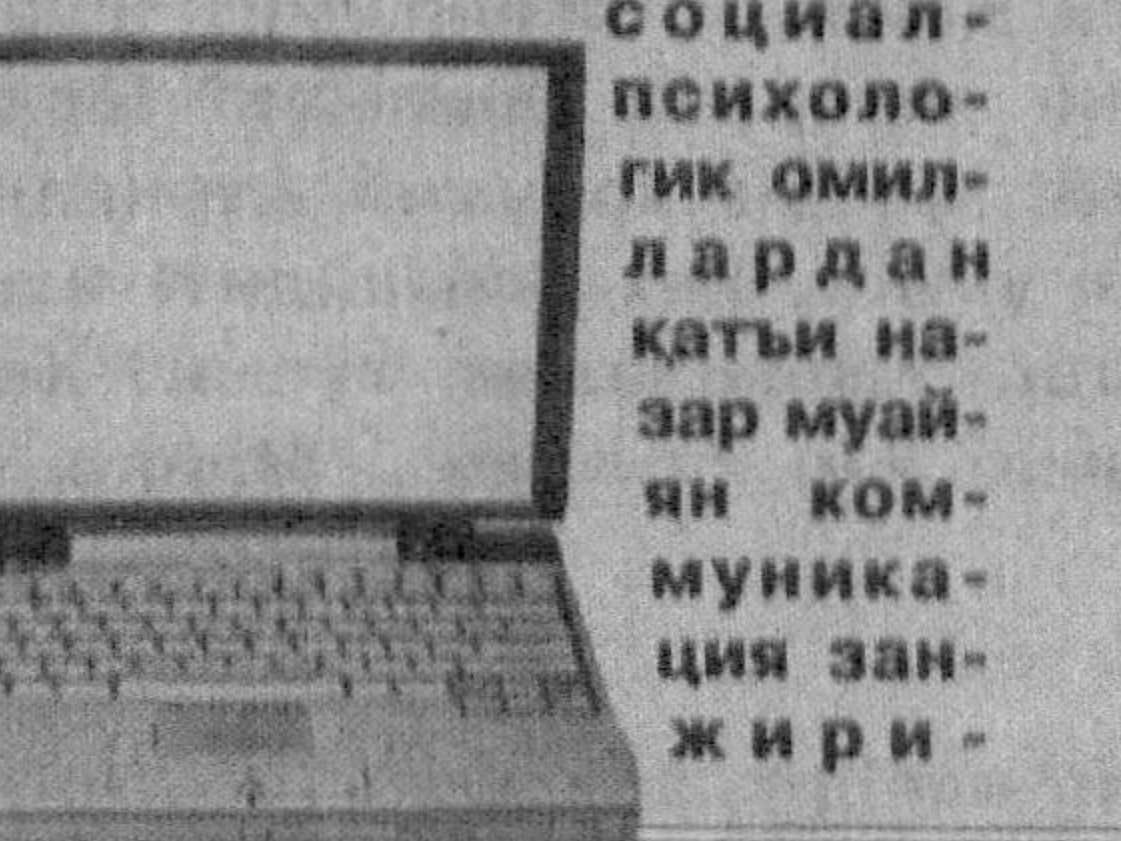 социал-
психоло-
гик омил-
лардан
қатъи на-
зар муай-
ян ком-
муника-
ция зан-
жири-